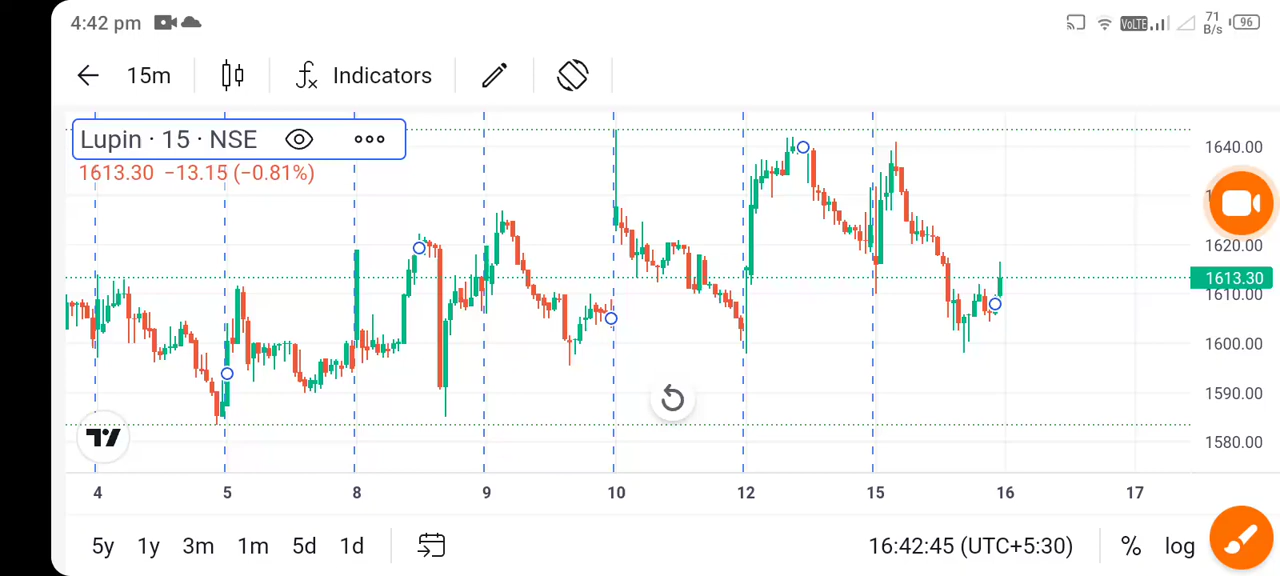 4:42 pm VoLTE 71 B/s 96
15m Indicators
Lupin · 15 · NSE
1613.30 −13.15 (−0.81%)
1640.00
1620.00
1613.30
1610.00
1600.00
1590.00
1580.00
4 5 8 9 10 12 15 16 17
5y 1y 3m 1m 5d 1d 16:42:45 (UTC+5:30) % log